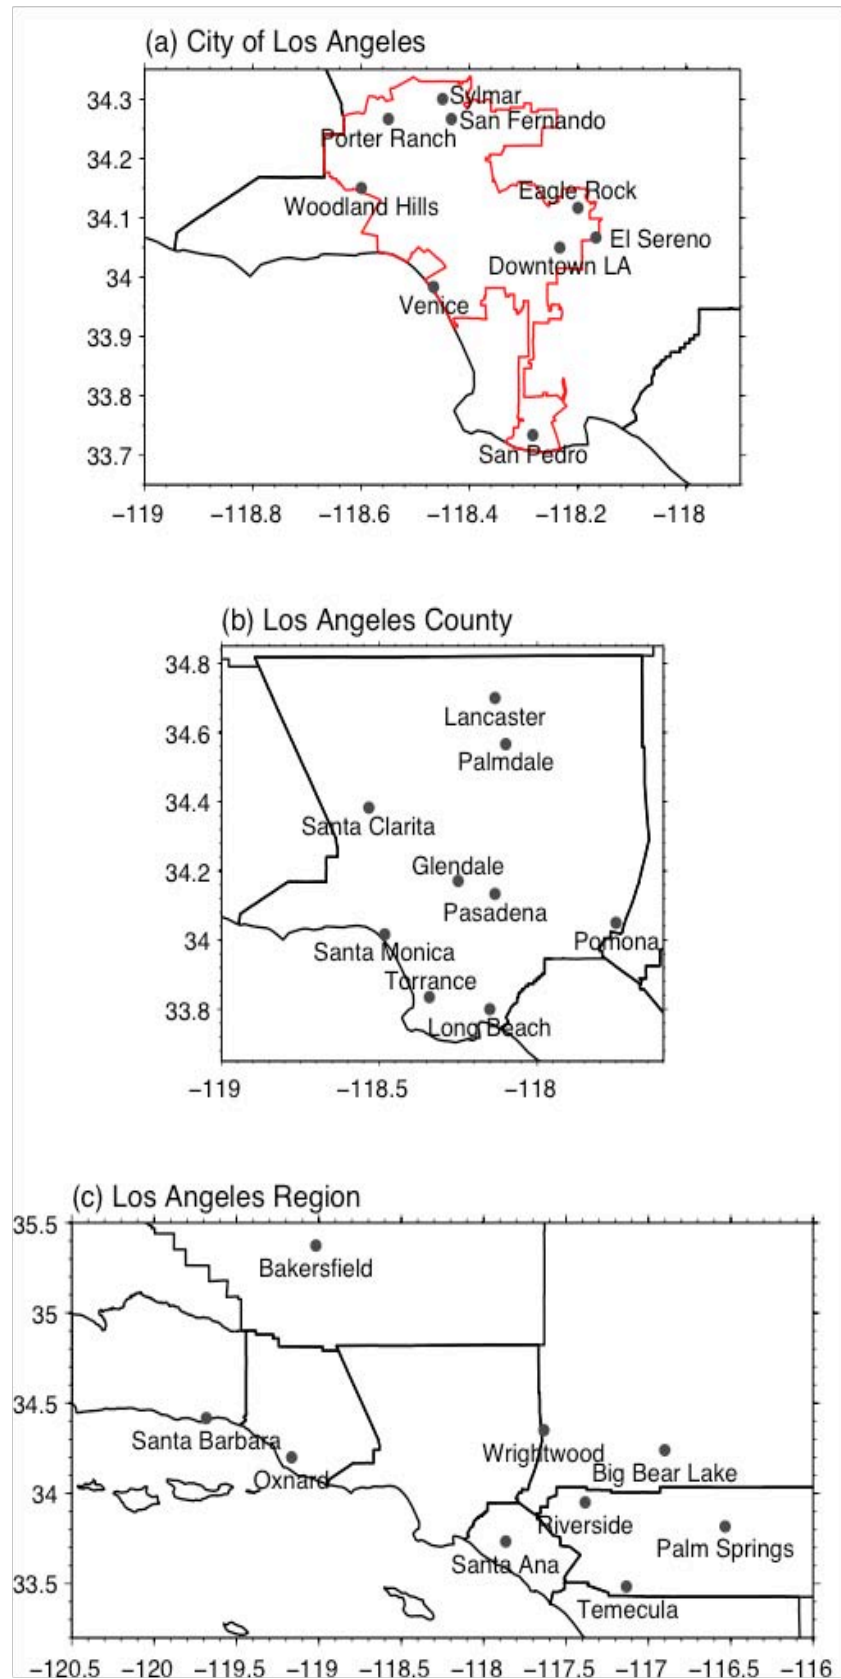 (a) City of Los Angeles
34.3
Sylmar
San Fernando
Porter Ranch
34.2
Eagle Rock
Woodland Hills
34.1
El Sereno
Downtown LA
34
Venice
33.9
33.8
33.7
San Pedro
−119 −118.8 −118.6 −118.4 −118.2 −118
(b) Los Angeles County
34.8
Lancaster
34.6
Palmdale
34.4
Santa Clarita
34.2
Glendale
Pasadena
34
Pomona
Santa Monica
Torrance
33.8
Long Beach
−119 −118.5 −118
(c) Los Angeles Region
35.5
Bakersfield
35
34.5
Santa Barbara
Wrightwood
Big Bear Lake
Oxnard
34
Riverside
Palm Springs
Santa Ana
33.5
Temecula
−120.5 −120 −119.5 −119 −118.5 −118 −117.5 −117 −116.5 −116